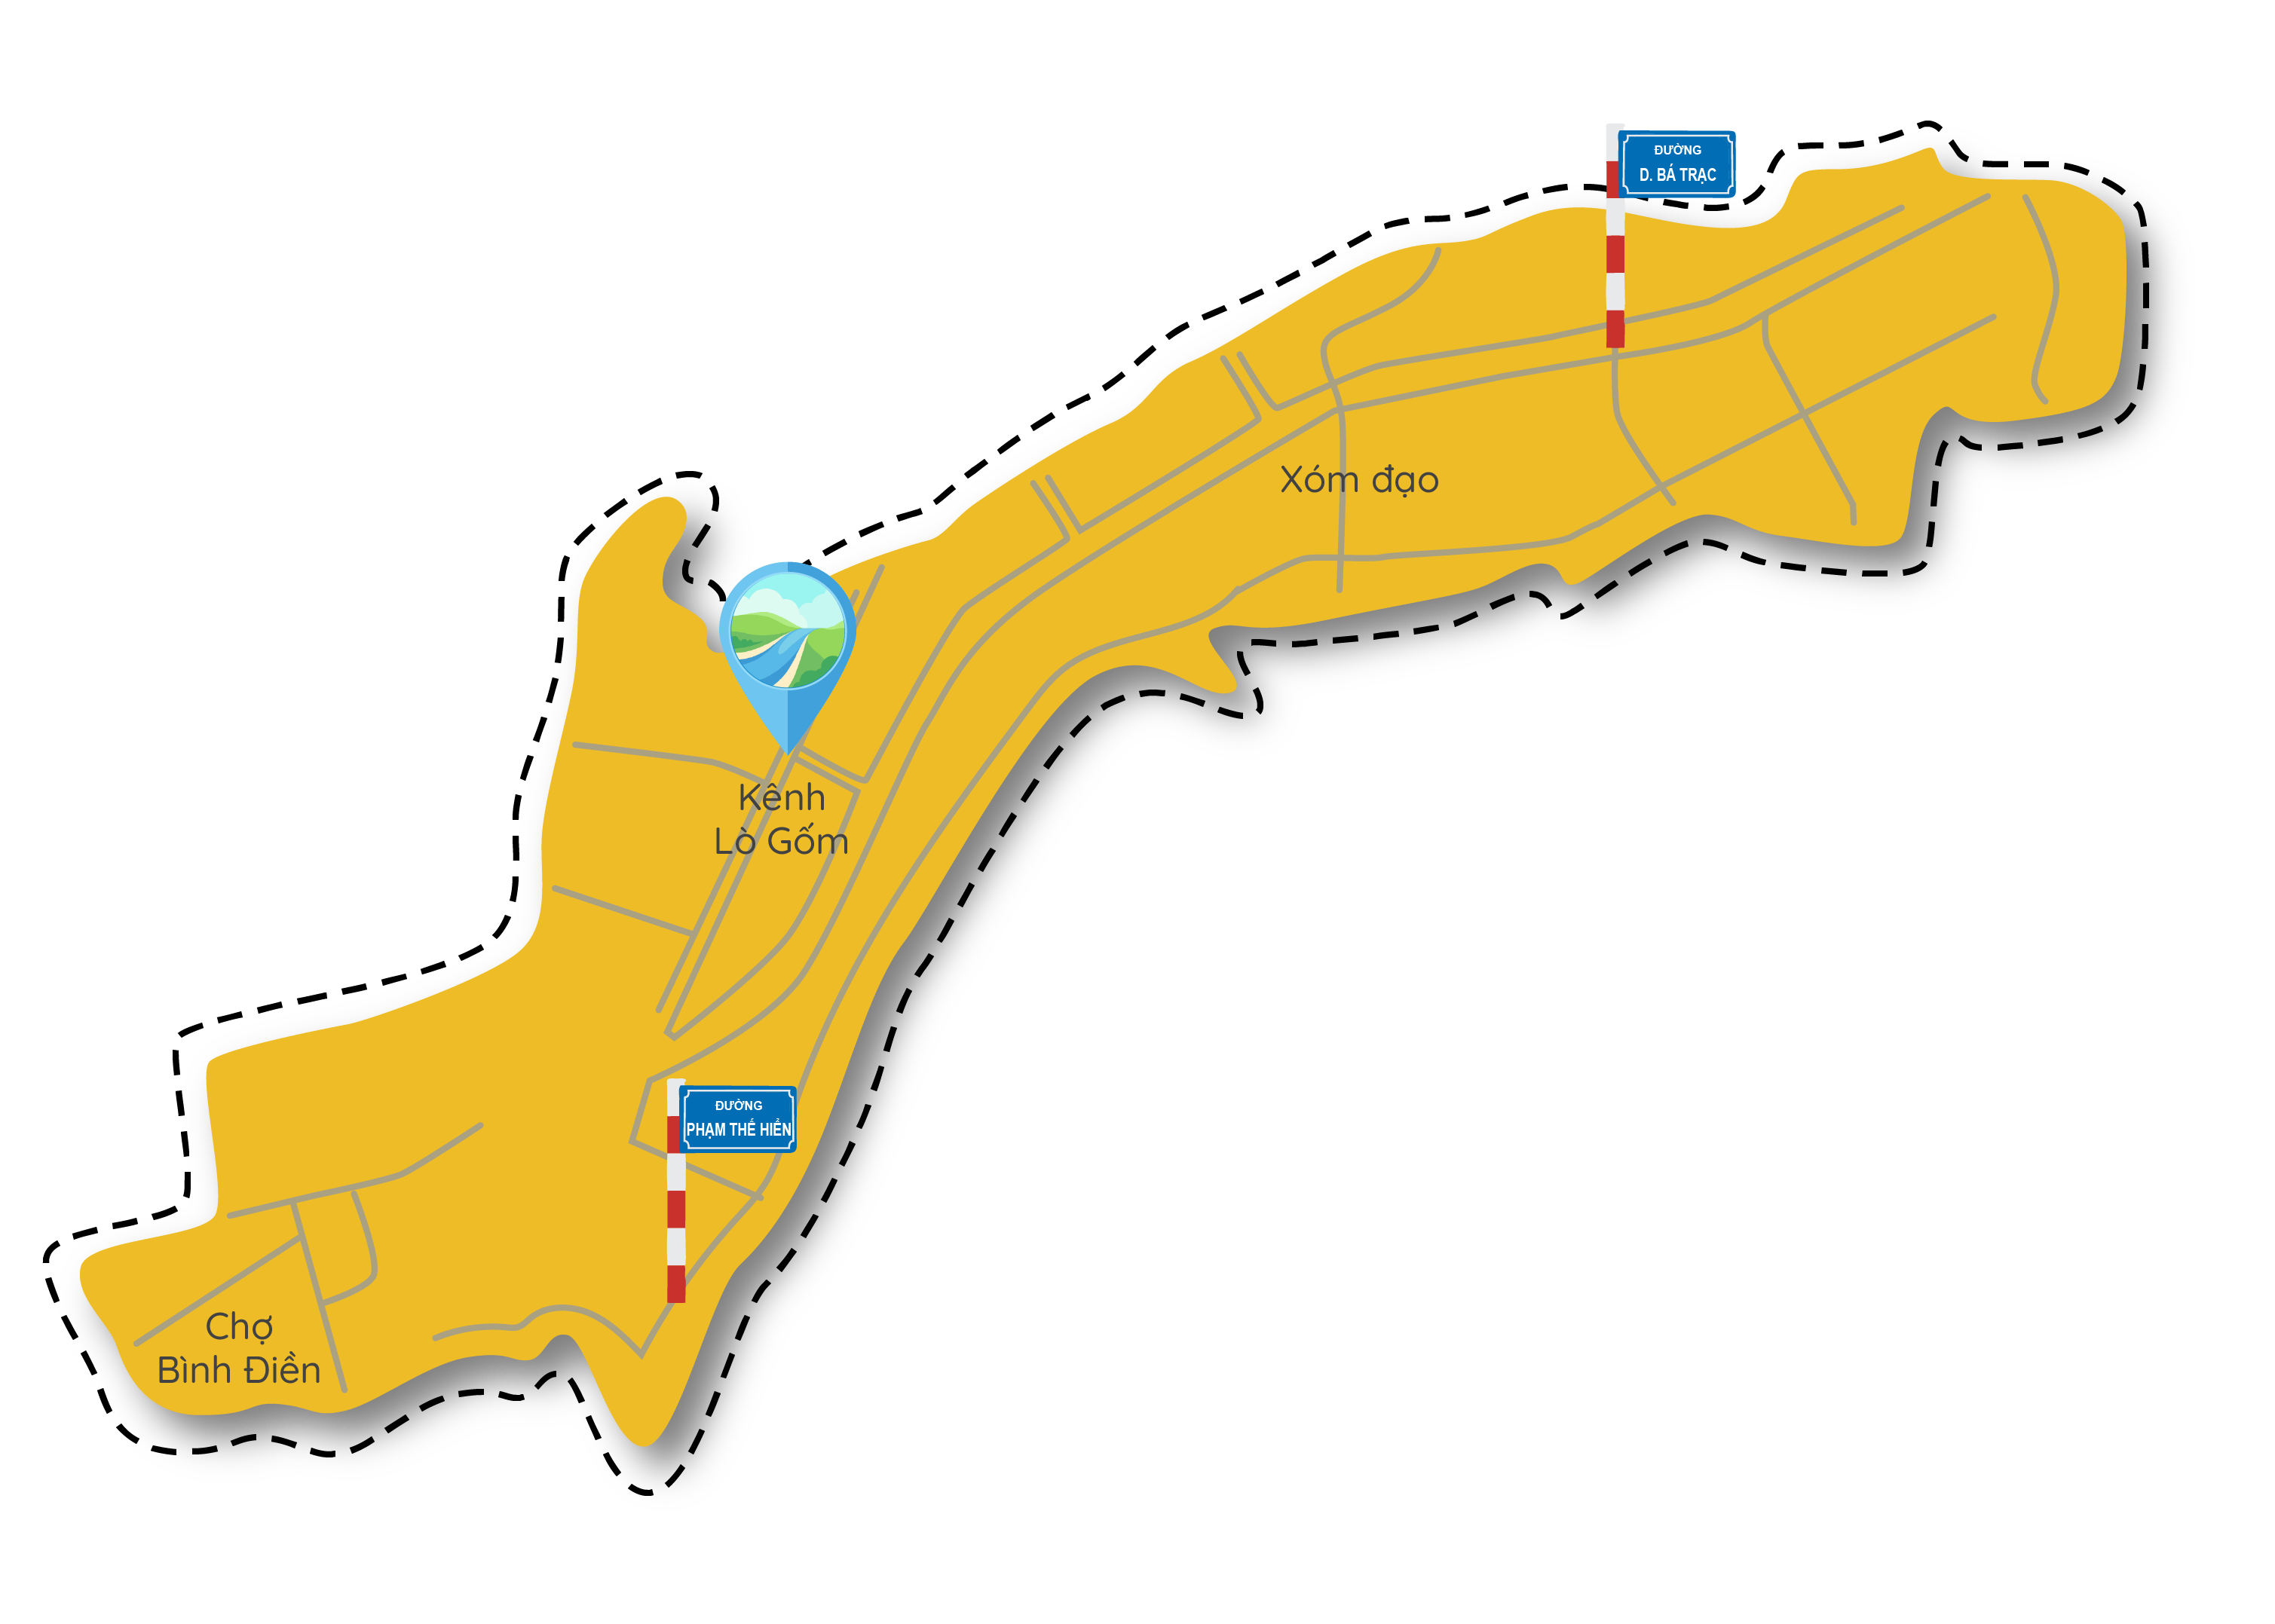 ĐƯỜNG
D. BÁ TRẠC
Xóm đạo
Kênh
Lò Gốm
ĐƯỜNG
PHẠM THẾ HIỂN
Chợ
Bình Điền